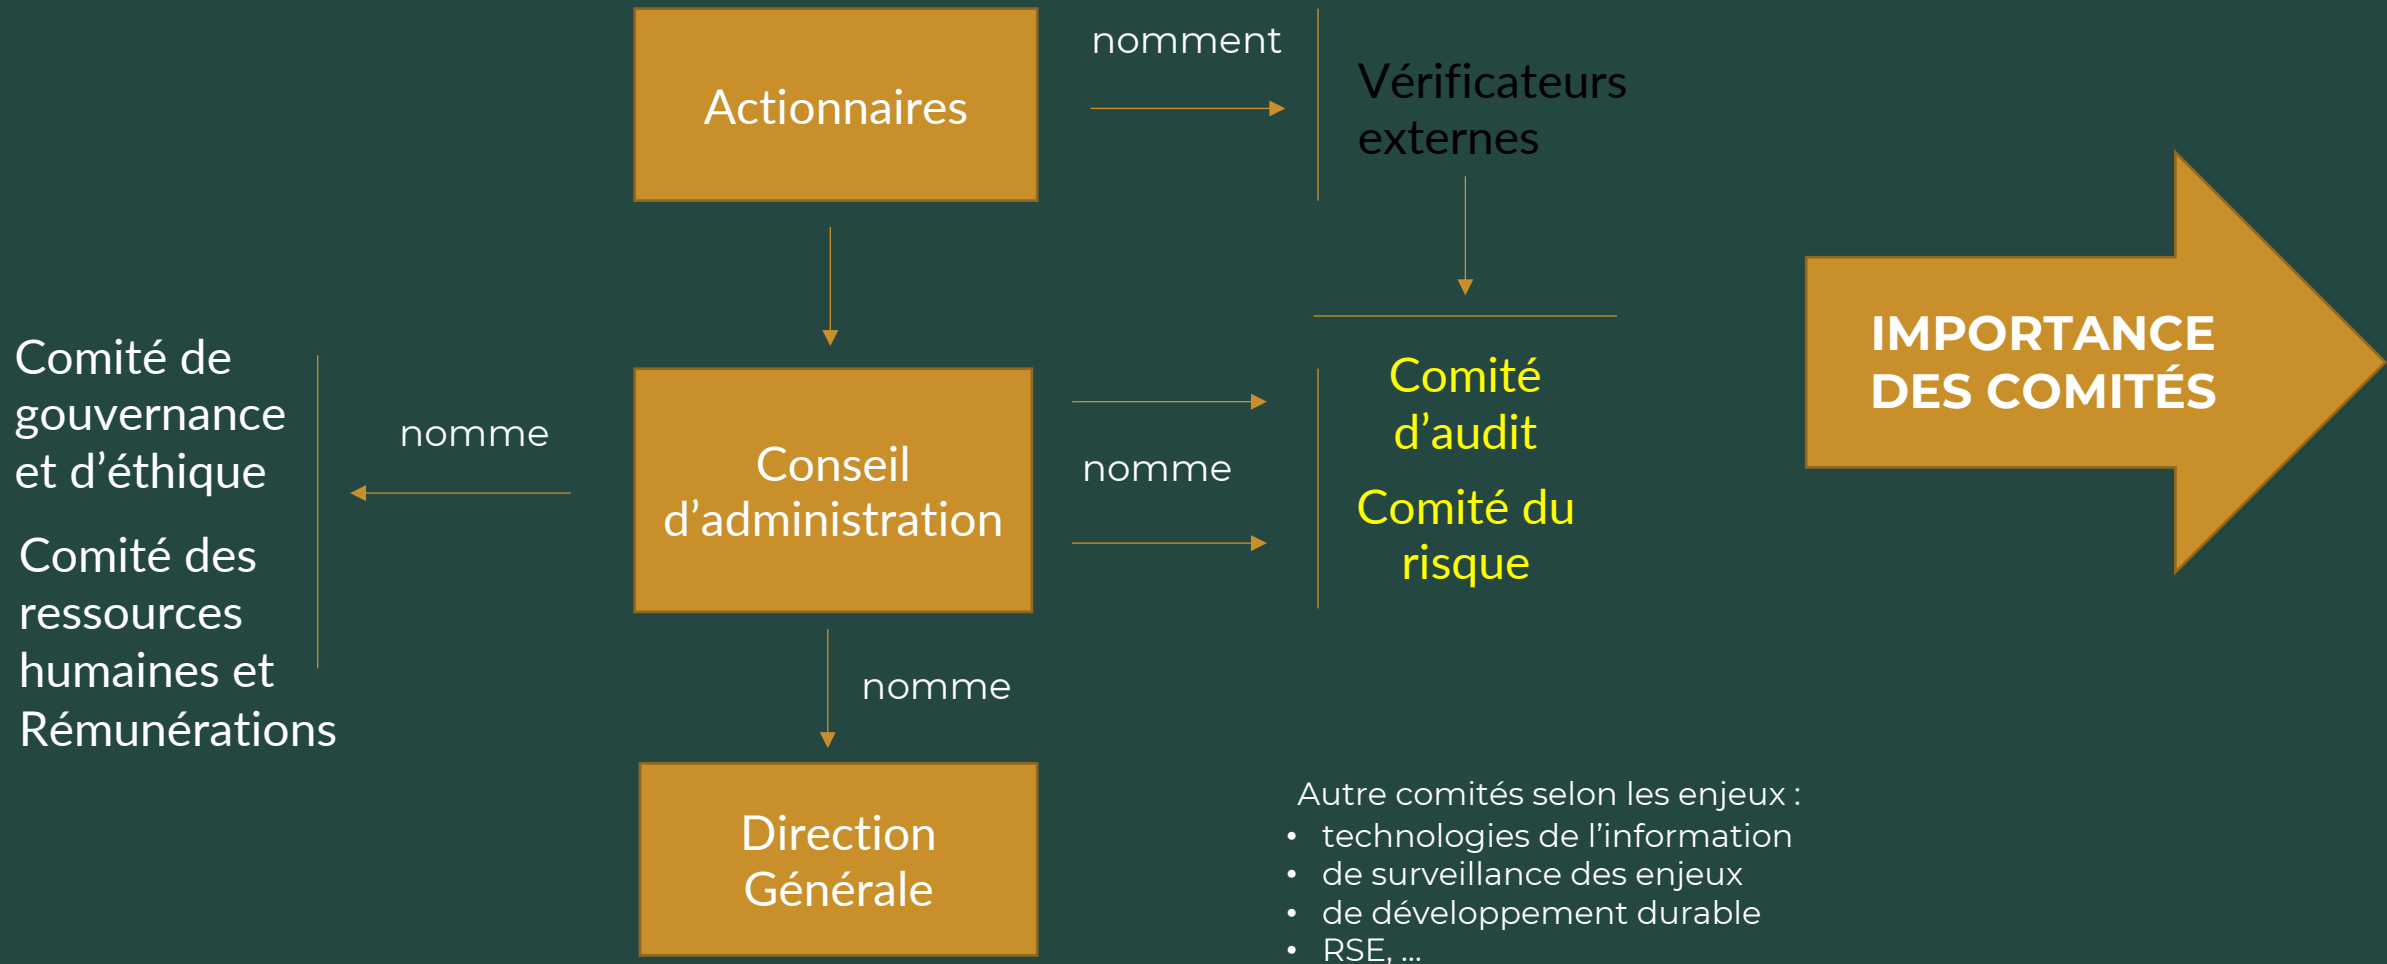 Actionnaires
nomment
Vérificateurs
externes
IMPORTANCE
DES COMITÉS
Comité de
gouvernance
et d’éthique
Comité des
ressources
humaines et
Rémunérations
nomme
Conseil
d’administration
nomme
Comité
d’audit
Comité du
risque
nomme
Direction
Générale
Autre comités selon les enjeux :
• technologies de l’information
• de surveillance des enjeux
• de développement durable
• RSE, ...